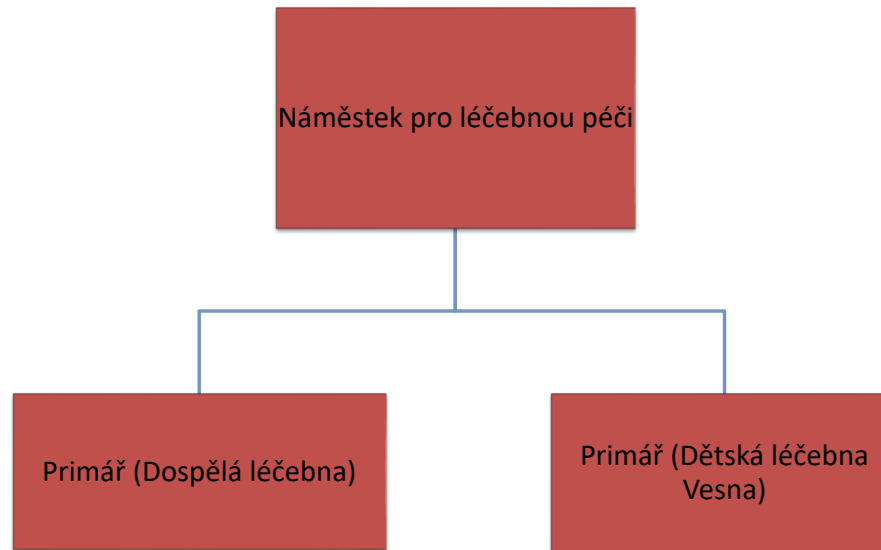 Náměstek pro léčebnou péči
Primář (Dospělá léčebna)
Primář (Dětská léčebna
Vesna)